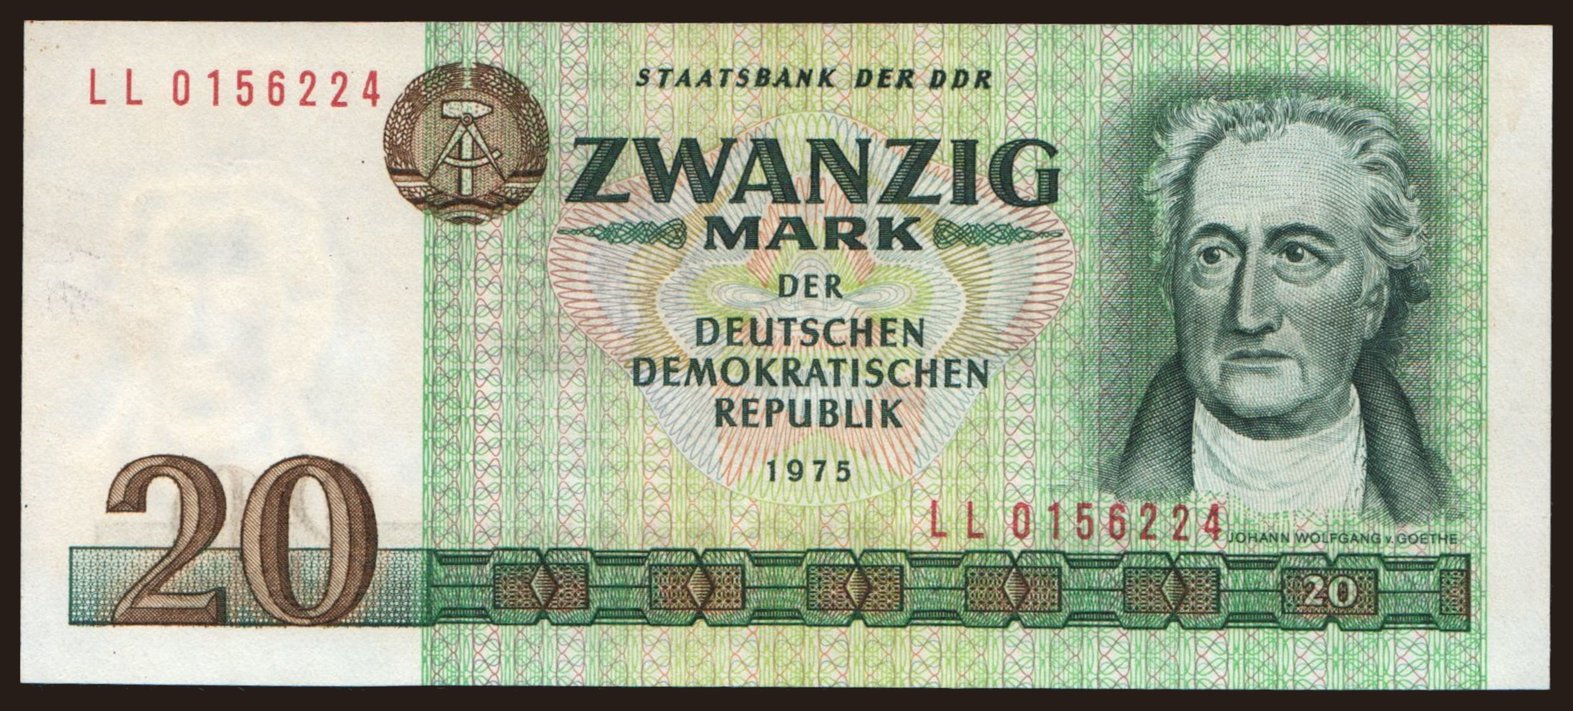 LL 0156224
STAATSBANK DER DDR
ZWANZIG
MARK
DER
DEUTSCHEN
DEMOKRATISCHEN
REPUBLIK
1975
LL 0156224
JOHANN WOLFGANG v. GOETHE
20
20